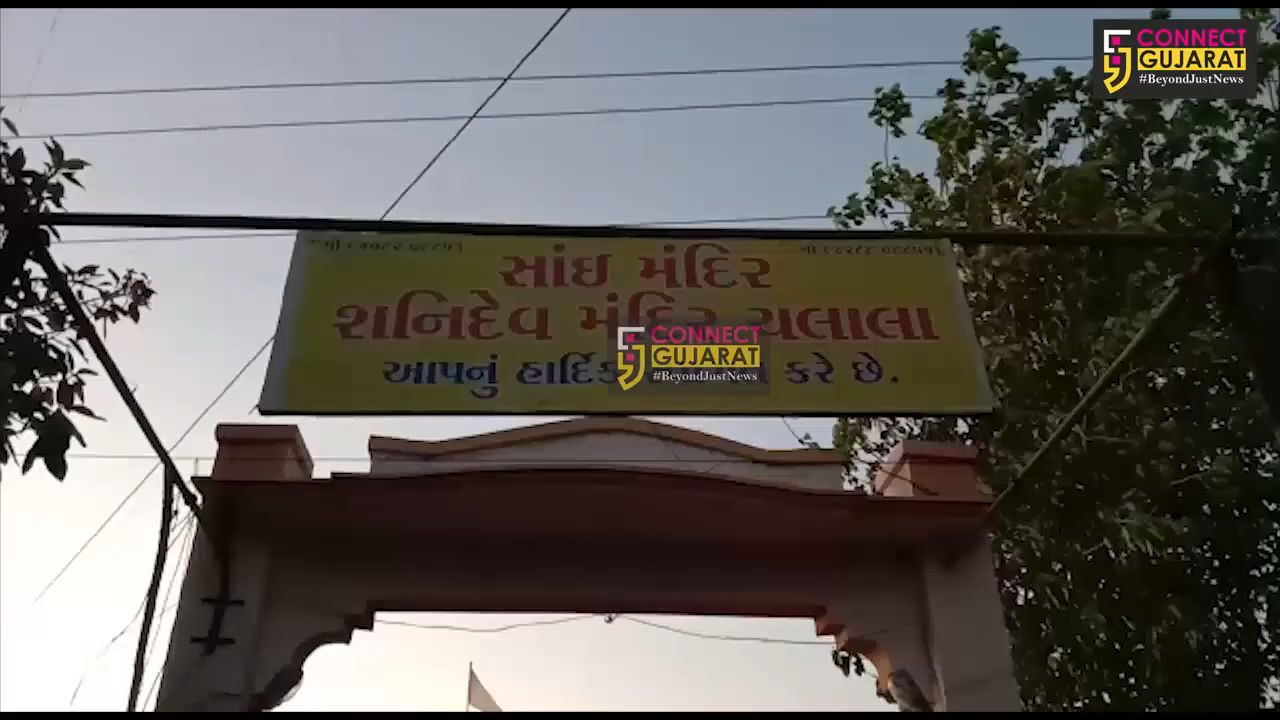 CONNECT
GUJARAT
#BEYONDJUSTNEWS
સાંઇ મંદિર
શનિદેવ મંદિર ચલાલા
આપનું હાર્દિક કરે છે.
CONNECT
GUJARAT
#BEYONDJUSTNEWS